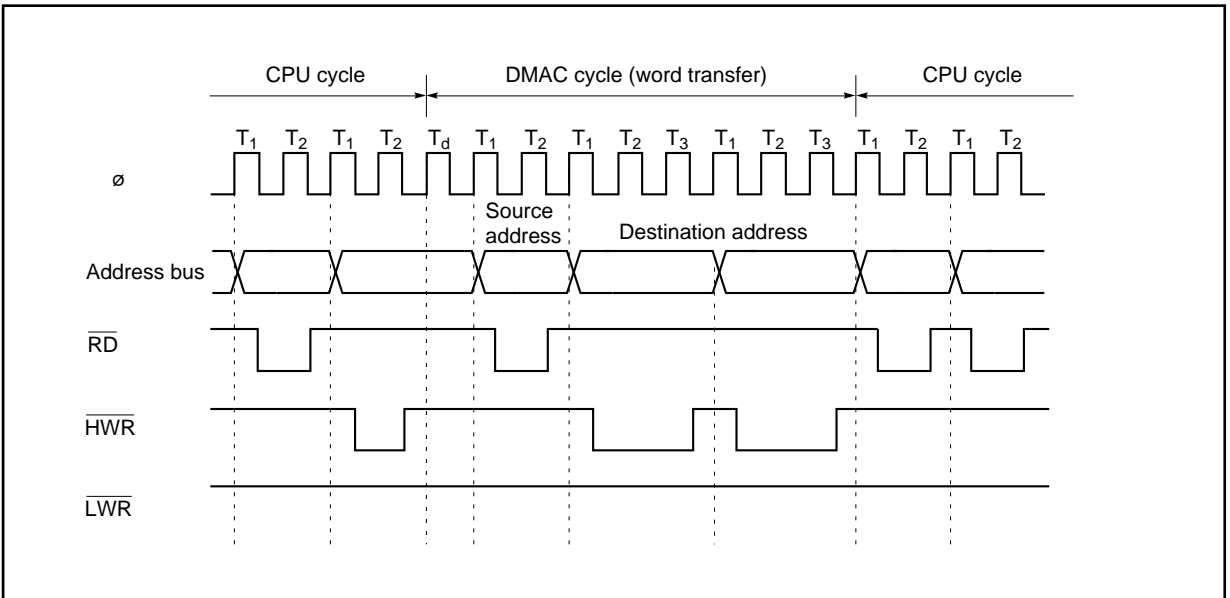 CPU cycle DMAC cycle (word transfer) CPU cycle
T1 T2 T1 T2 Td T1 T2 T1 T2 T3 T1 T2 T3 T1 T2 T1 T2
ø
Source
address
Destination address
Address bus
RD
HWR
LWR